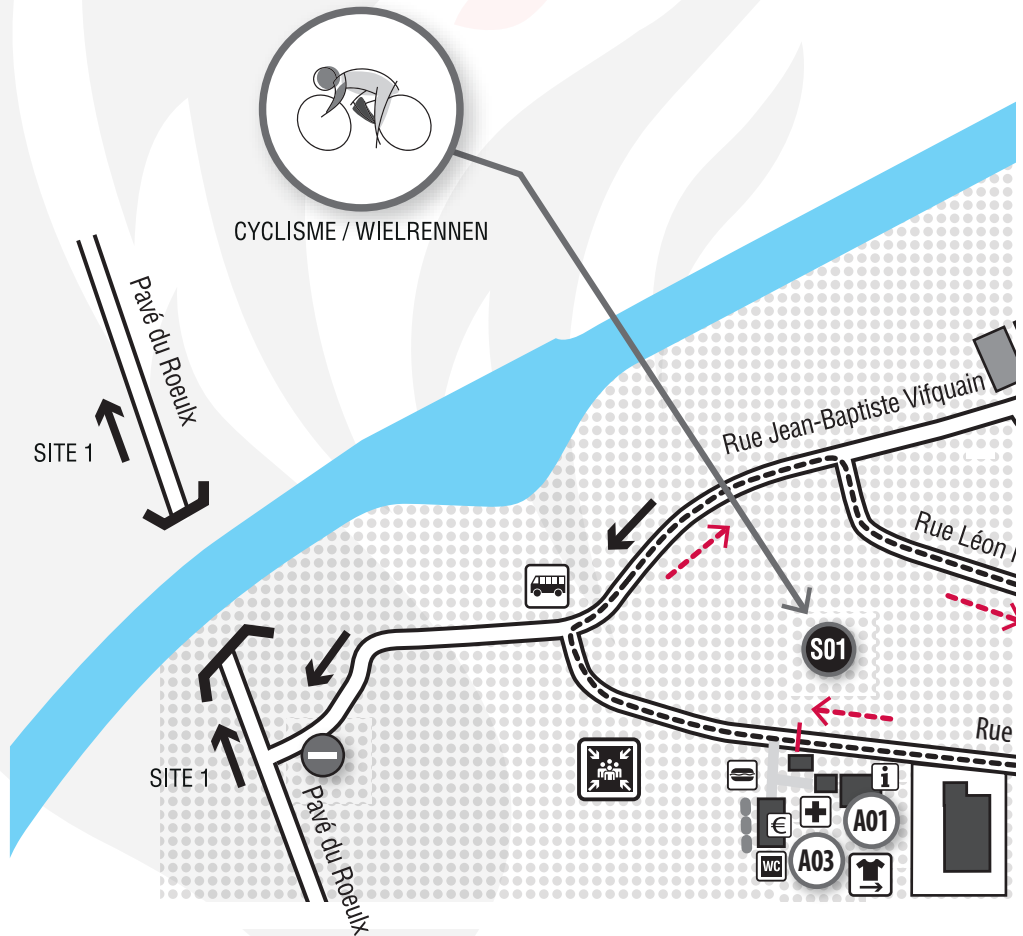 CYCLISME / WIELRENNEN
Pavé du Roeulx
SITE 1
Rue Jean-Baptiste Vifquain
Rue Léon
S01
Rue
SITE 1
Pavé du Roeulx
i
€
A01
A03
WC